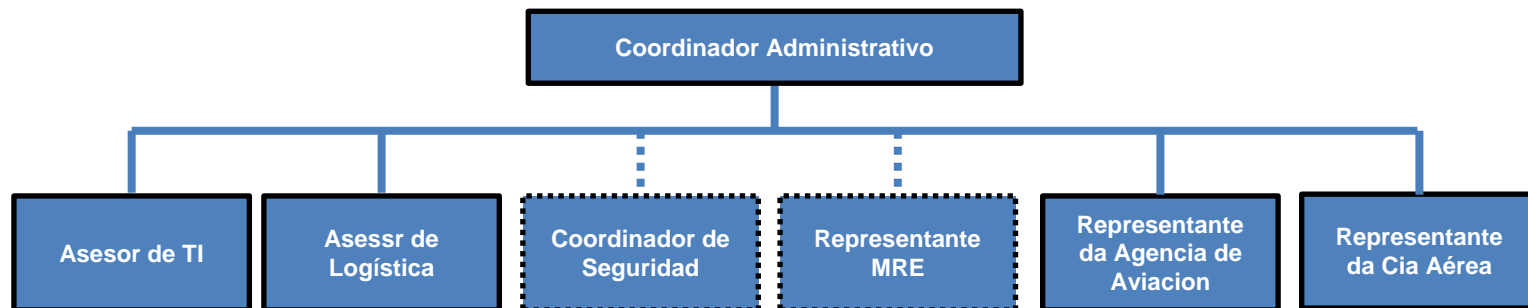 Coordinador Administrativo
Asesor de TI
Asessr de
Logística
Coordinador de
Seguridad
Representante
MRE
Representante
da Agencia de
Aviacion
Representante
da Cia Aérea